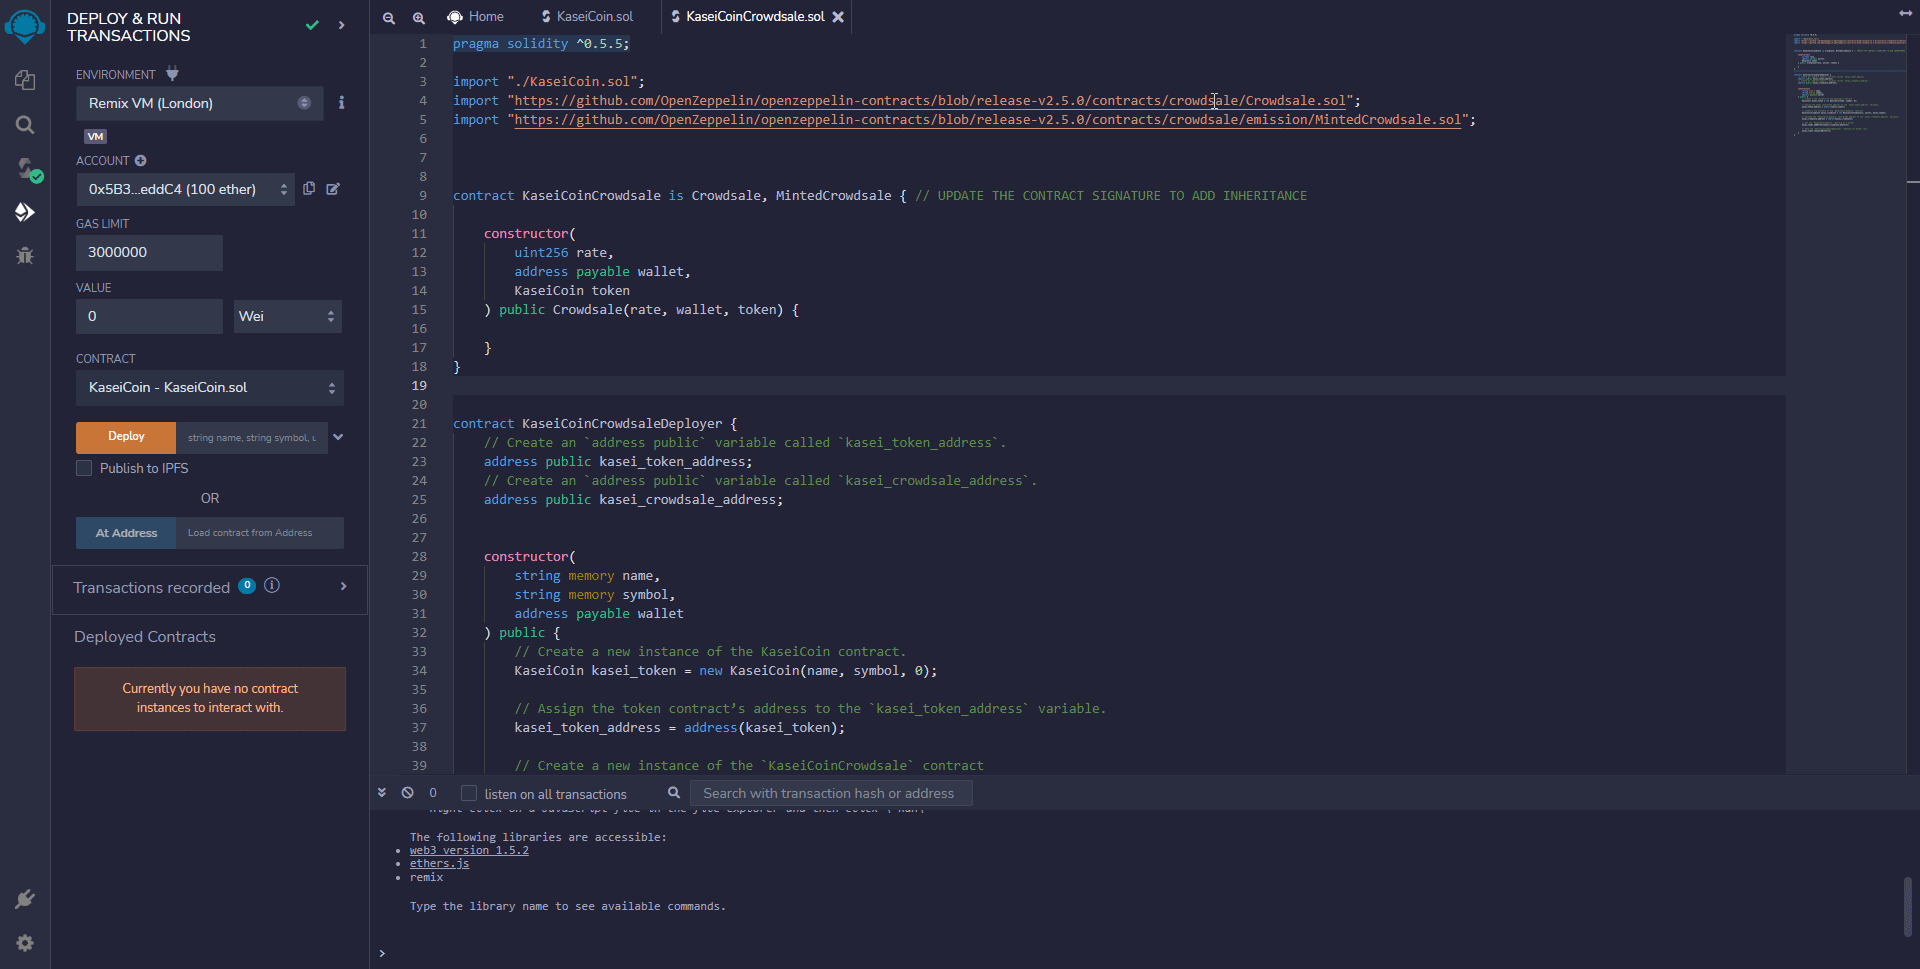 DEPLOY & RUN
TRANSACTIONS
ENVIRONMENT
Remix VM (London)
VM
ACCOUNT
0x5B3...eddC4 (100 ether)
GAS LIMIT
3000000
VALUE
0
Wei
CONTRACT
KaseiCoin - KaseiCoin.sol
Deploy
string name, string symbol, u
Publish to IPFS
OR
At Address
Load contract from Address
Transactions recorded 0
Deployed Contracts
Currently you have no contract
instances to interact with.
Home
KaseiCoin.sol
KaseiCoinCrowdsale.sol
1 pragma solidity ^0.5.5;
2
3 import "./KaseiCoin.sol";
4 import "https://github.com/OpenZeppelin/openzeppelin-contracts/blob/release-v2.5.0/contracts/crowdsale/Crowdsale.sol";
5 import "https://github.com/OpenZeppelin/openzeppelin-contracts/blob/release-v2.5.0/contracts/crowdsale/emission/MintedCrowdsale.sol";
6
7
8
9 contract KaseiCoinCrowdsale is Crowdsale, MintedCrowdsale { // UPDATE THE CONTRACT SIGNATURE TO ADD INHERITANCE
10
11 constructor(
12 uint256 rate,
13 address payable wallet,
14 KaseiCoin token
15 ) public Crowdsale(rate, wallet, token) {
16
17 }
18 }
19
20
21 contract KaseiCoinCrowdsaleDeployer {
22 // Create an `address public` variable called `kasei_token_address`.
23 address public kasei_token_address;
24 // Create an `address public` variable called `kasei_crowdsale_address`.
25 address public kasei_crowdsale_address;
26
27
28 constructor(
29 string memory name,
30 string memory symbol,
31 address payable wallet
32 ) public {
33 // Create a new instance of the KaseiCoin contract.
34 KaseiCoin kasei_token = new KaseiCoin(name, symbol, 0);
35
36 // Assign the token contract’s address to the `kasei_token_address` variable.
37 kasei_token_address = address(kasei_token);
38
39 // Create a new instance of the `KaseiCoinCrowdsale` contract
0
listen on all transactions
Search with transaction hash or address
The following libraries are accessible:
• web3 version 1.5.2
• ethers.js
• remix
Type the library name to see available commands.
>